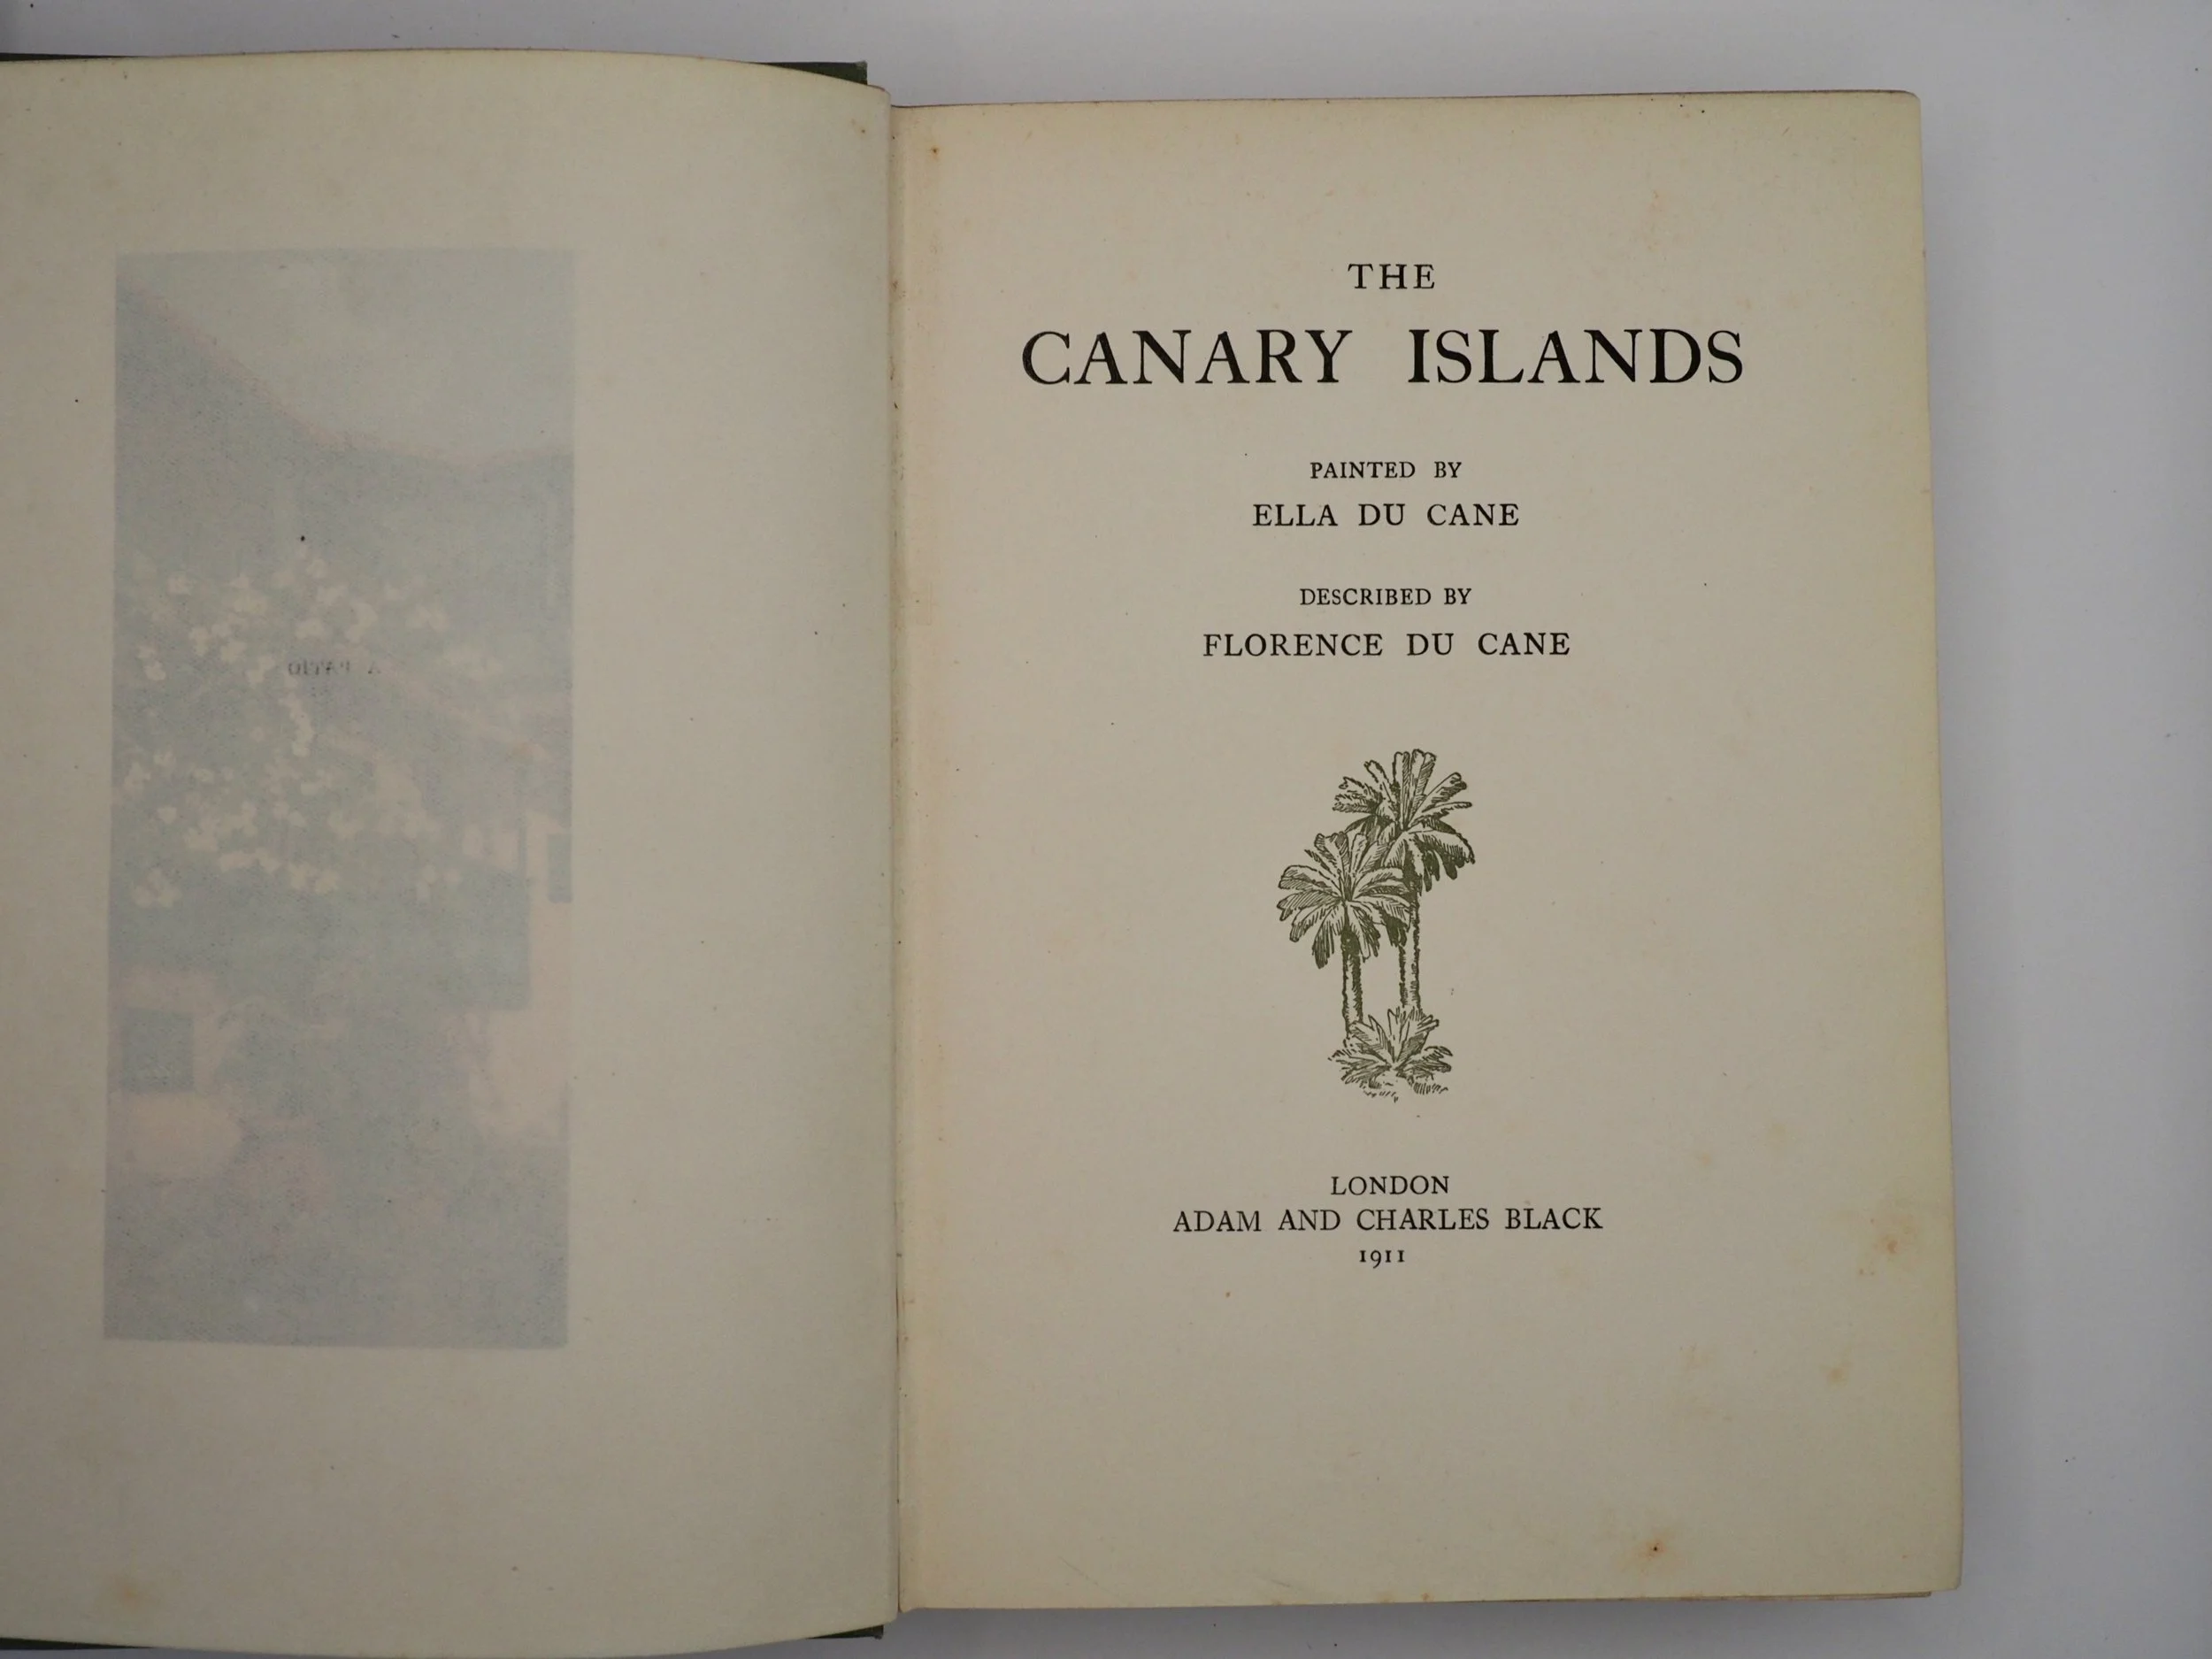 A PATIO
THE
CANARY ISLANDS
PAINTED BY
ELLA DU CANE
DESCRIBED BY
FLORENCE DU CANE
LONDON
ADAM AND CHARLES BLACK
1911